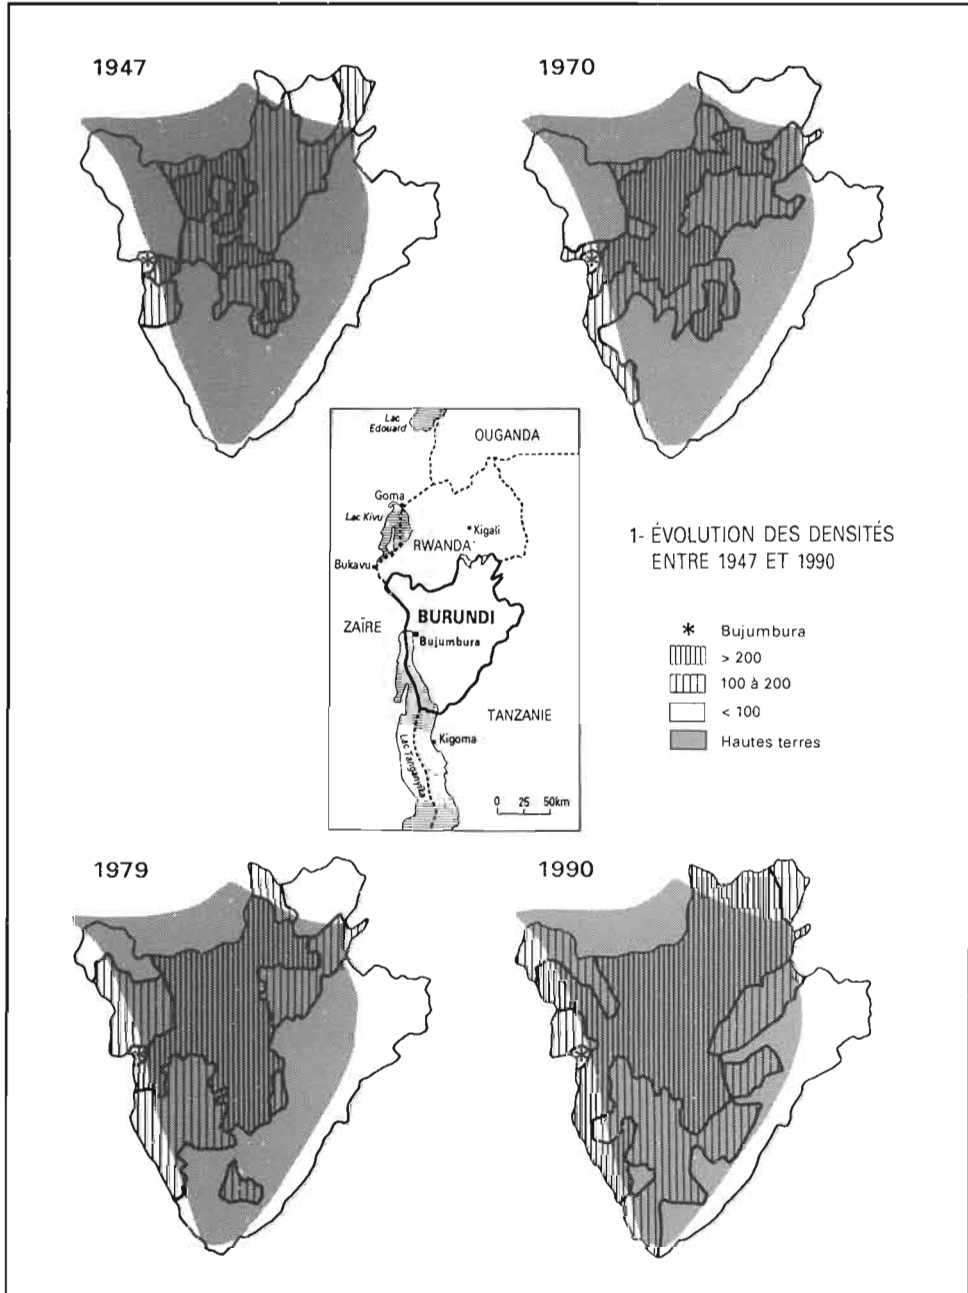 1947
1970
Lac
Edouard
OUGANDA
Goma
Lac Kivu
Kigali
RWANDA
Bukavu
BURUNDI
ZAÏRE
Bujumbura
TANZANIE
Kigoma
Lac Tanganyika
0 25 50km
1- ÉVOLUTION DES DENSITÉS
ENTRE 1947 ET 1990
* Bujumbura
> 200
100 à 200
< 100
Hautes terres
1979
1990